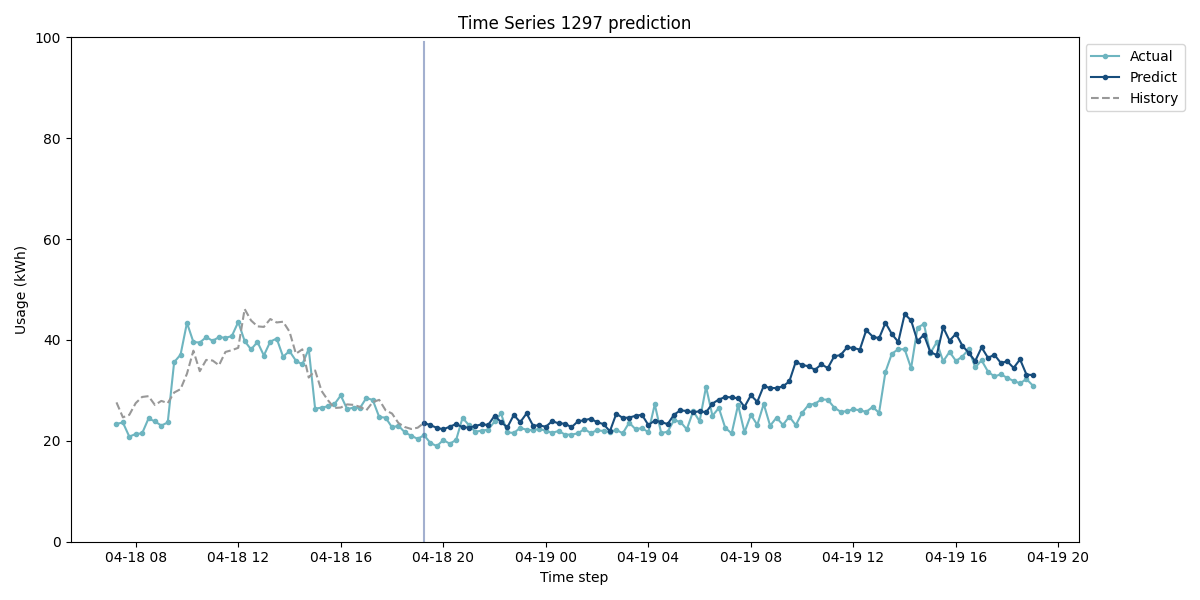 Time Series 1297 prediction
100
80
60
40
20
0
Usage (kWh)
04-18 08
04-18 12
04-18 16
04-18 20
04-19 00
04-19 04
04-19 08
04-19 12
04-19 16
04-19 20
Time step
Actual
Predict
History